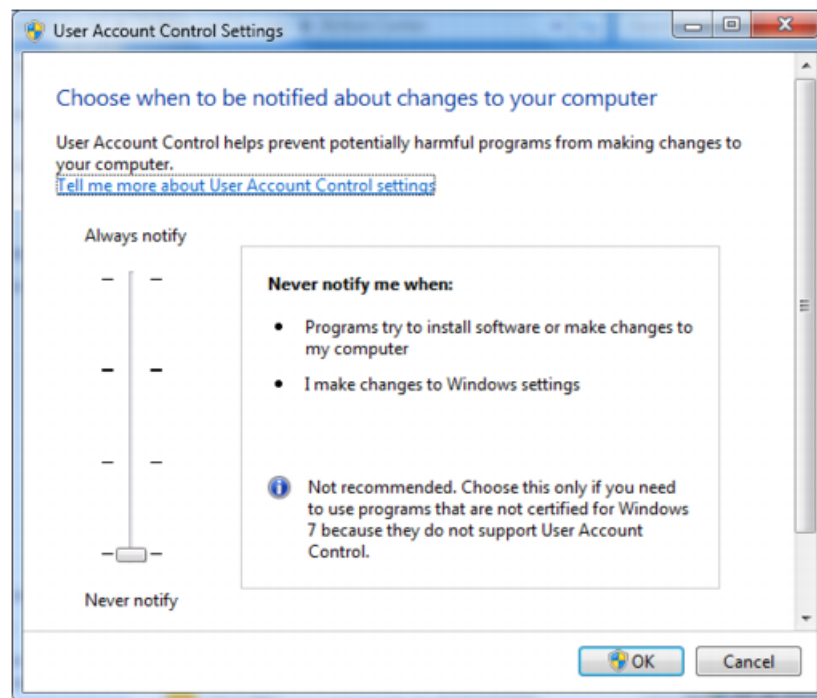 User Account Control Settings
Choose when to be notified about changes to your computer
User Account Control helps prevent potentially harmful programs from making changes to
your computer.
Tell me more about User Account Control settings
Always notify
Never notify me when:
• Programs try to install software or make changes to
my computer
• I make changes to Windows settings
Not recommended. Choose this only if you need
to use programs that are not certified for Windows
7 because they do not support User Account
Control.
Never notify
OK
Cancel